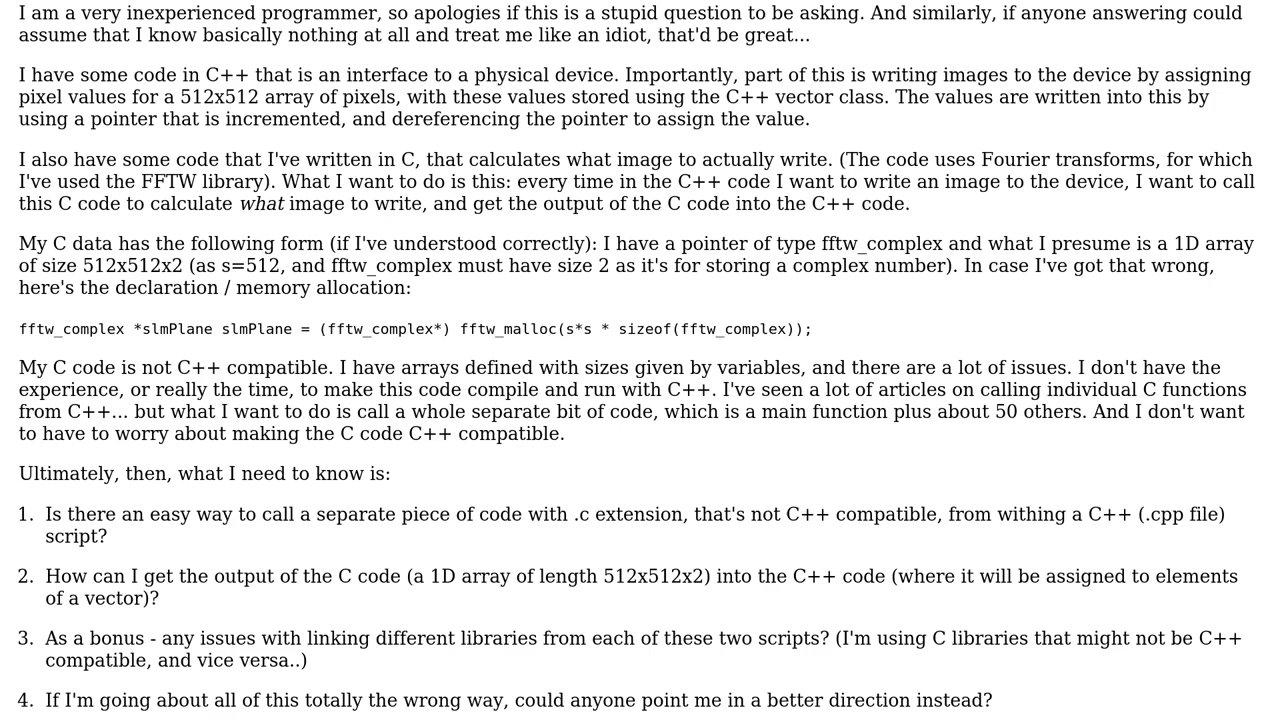 I am a very inexperienced programmer, so apologies if this is a stupid question to be asking. And similarly, if anyone answering could
assume that I know basically nothing at all and treat me like an idiot, that'd be great...
I have some code in C++ that is an interface to a physical device. Importantly, part of this is writing images to the device by assigning
pixel values for a 512x512 array of pixels, with these values stored using the C++ vector class. The values are written into this by
using a pointer that is incremented, and dereferencing the pointer to assign the value.
I also have some code that I've written in C, that calculates what image to actually write. (The code uses Fourier transforms, for which
I've used the FFTW library). What I want to do is this: every time in the C++ code I want to write an image to the device, I want to call
this C code to calculate what image to write, and get the output of the C code into the C++ code.
My C data has the following form (if I've understood correctly): I have a pointer of type fftw_complex and what I presume is a 1D array
of size 512x512x2 (as s=512, and fftw_complex must have size 2 as it's for storing a complex number). In case I've got that wrong,
here's the declaration / memory allocation:
fftw_complex *slmPlane slmPlane = (fftw_complex*) fftw_malloc(s*s * sizeof(fftw_complex));
My C code is not C++ compatible. I have arrays defined with sizes given by variables, and there are a lot of issues. I don't have the
experience, or really the time, to make this code compile and run with C++. I've seen a lot of articles on calling individual C functions
from C++... but what I want to do is call a whole separate bit of code, which is a main function plus about 50 others. And I don't want
to have to worry about making the C code C++ compatible.
Ultimately, then, what I need to know is:
1. Is there an easy way to call a separate piece of code with .c extension, that's not C++ compatible, from withing a C++ (.cpp file)
script?
2. How can I get the output of the C code (a 1D array of length 512x512x2) into the C++ code (where it will be assigned to elements
of a vector)?
3. As a bonus - any issues with linking different libraries from each of these two scripts? (I'm using C libraries that might not be C++
compatible, and vice versa..)
4. If I'm going about all of this totally the wrong way, could anyone point me in a better direction instead?